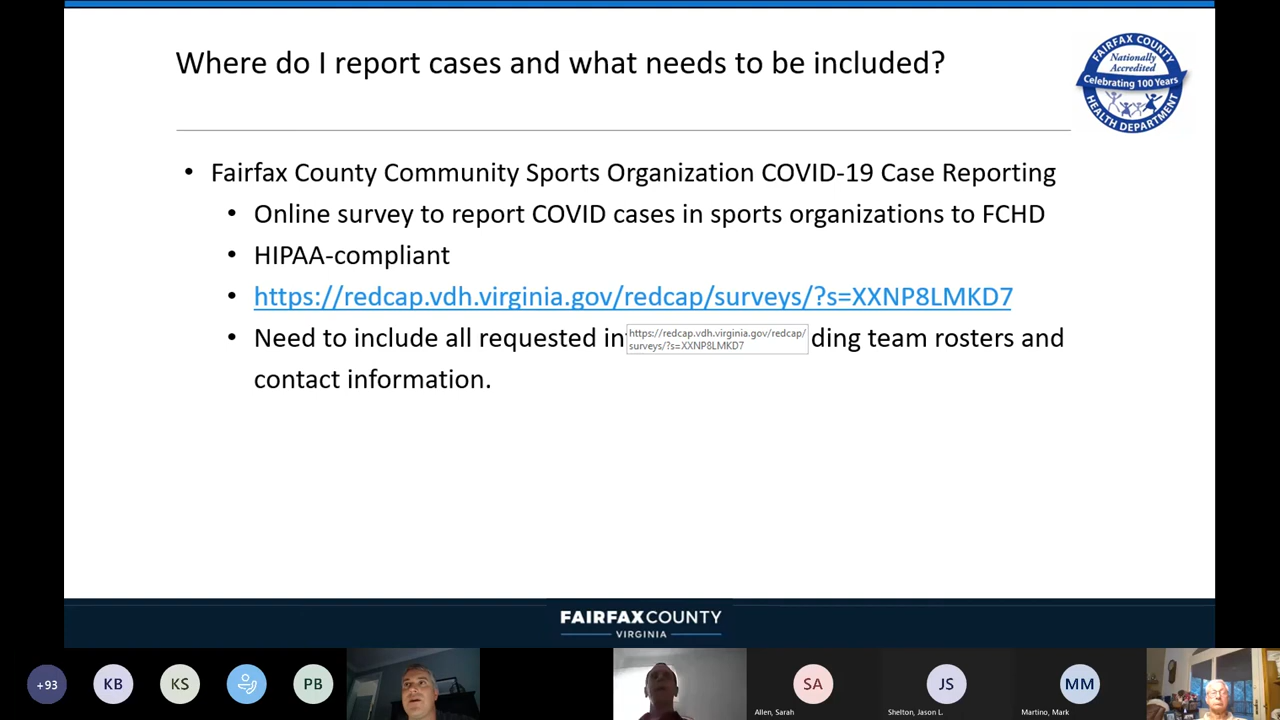 Where do I report cases and what needs to be included?
FAIRFAX COUNTY
Nationally
Accredited
Celebrating 100 Years
HEALTH DEPARTMENT
• Fairfax County Community Sports Organization COVID-19 Case Reporting
• Online survey to report COVID cases in sports organizations to FCHD
• HIPAA-compliant
• https://redcap.vdh.virginia.gov/redcap/surveys/?s=XXNP8LMKD7
• Need to include all requested in ding team rosters and
https://redcap.vdh.virginia.gov/redcap/
surveys/?s=XXNP8LMKD7
contact information.
FAIRFAX COUNTY
VIRGINIA
+93 KB KS PB SA JS MM
Allen, Sarah Shelton, Jason L. Martino, Mark